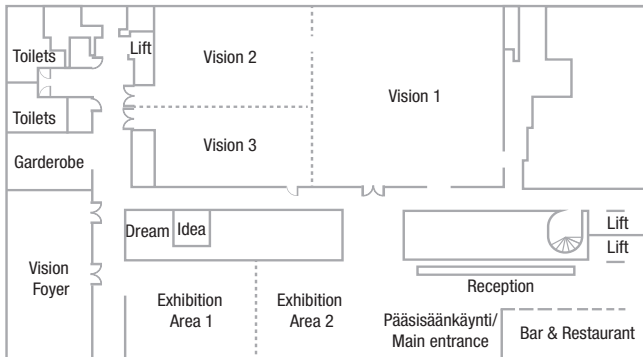 Toilets
Lift
Vision 2
Vision 1
Toilets
Vision 3
Garderobe
Dream
Idea
Lift
Lift
Vision
Foyer
Reception
Exhibition
Area 1
Exhibition
Area 2
Pääsisäänkäynti/
Main entrance
Bar & Restaurant